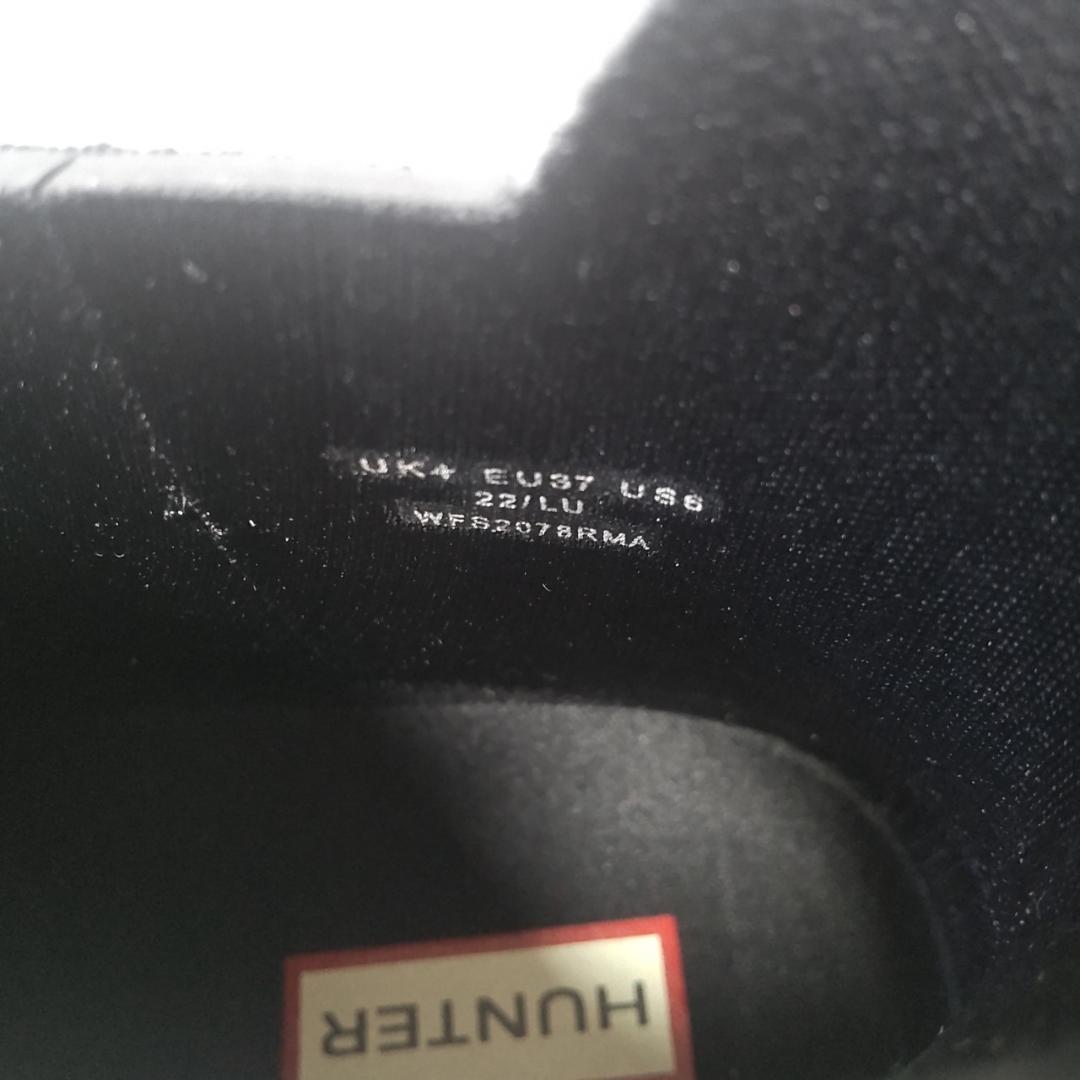 UK4 EU37 US6
22/LU
WFS2078RMA
HUNTER